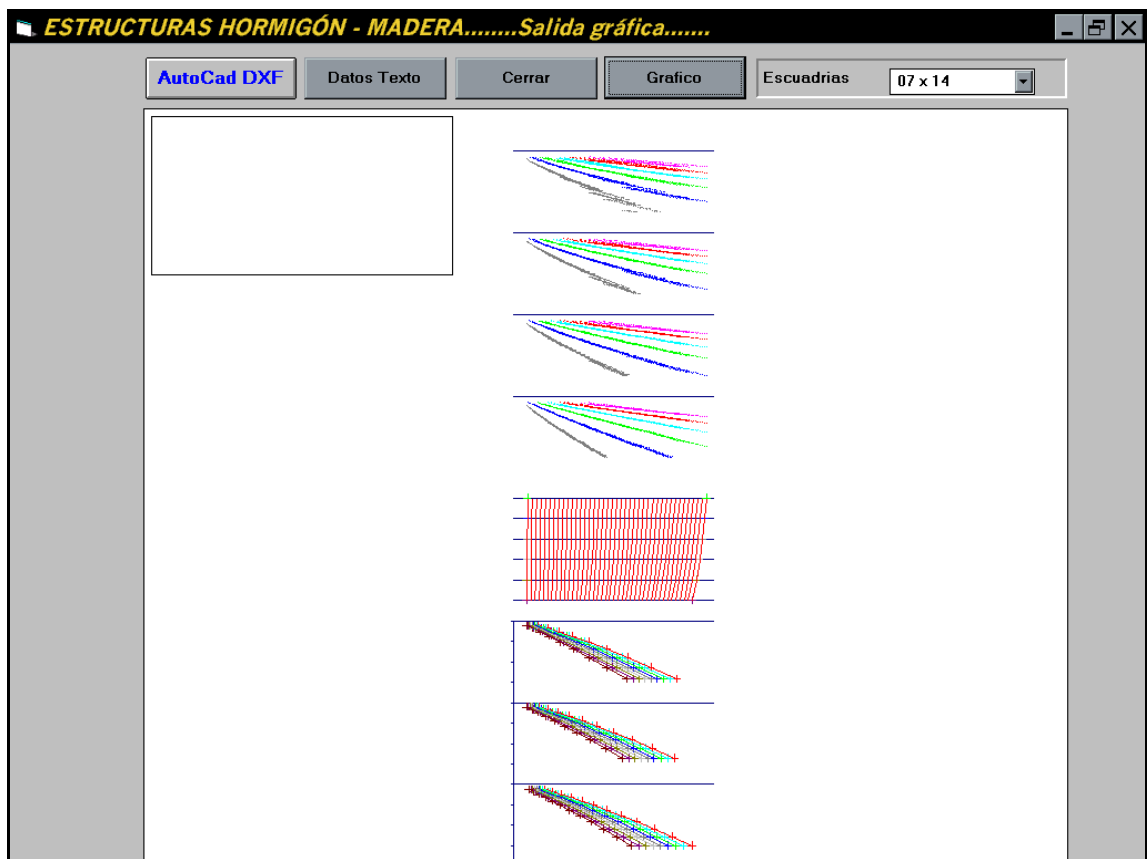 ESTRUCTURAS HORMIGÓN - MADERA........Salida gráfica.......
AutoCad DXF Datos Texto Cerrar Grafico Escuadrias 07 x 14